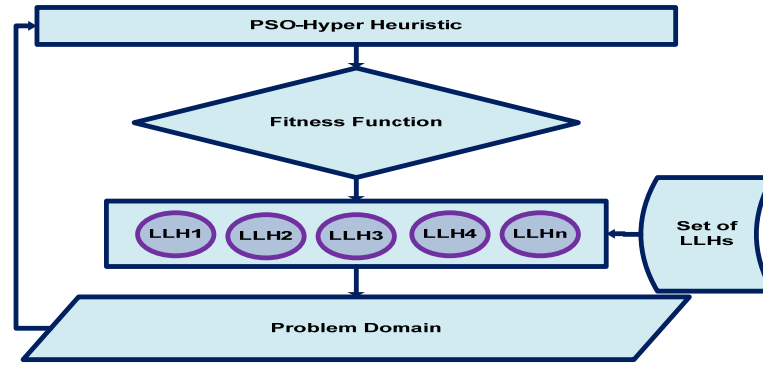 PSO-Hyper Heuristic
Fitness Function
LLH1 LLH2 LLH3 LLH4 LLHn
Set of
LLHs
Problem Domain